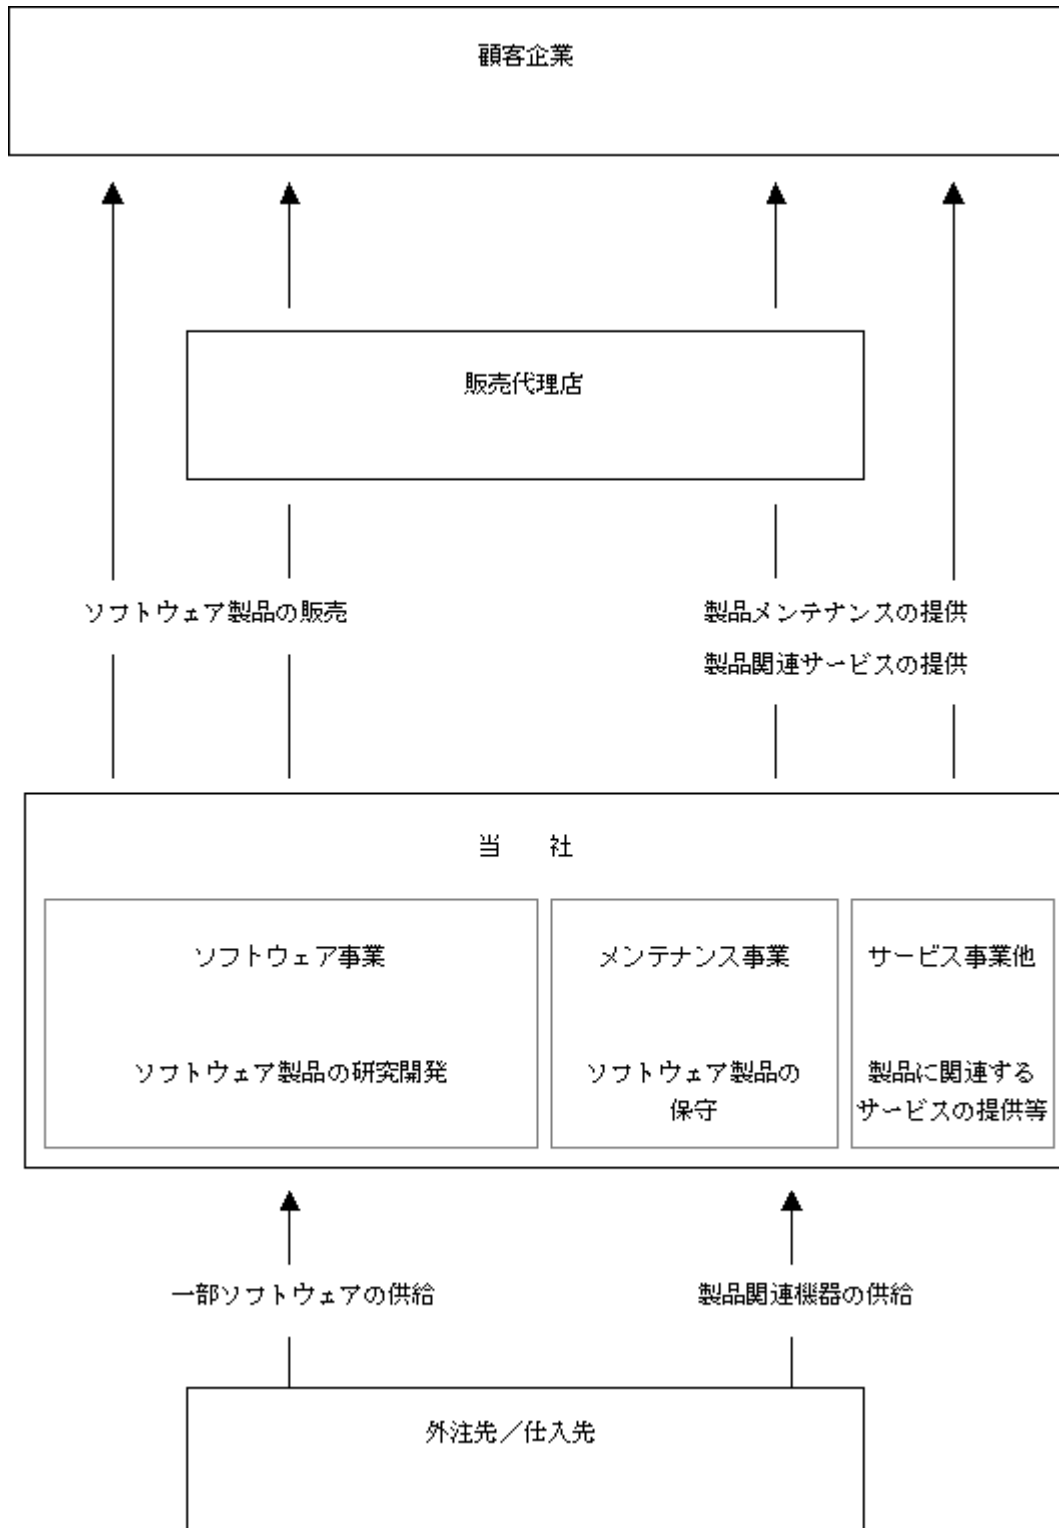 顧客企業
販売代理店
ソフトウェア製品の販売
製品メンテナンスの提供
製品関連サービスの提供
当　社
ソフトウェア事業
メンテナンス事業
サービス事業他
ソフトウェア製品の研究開発
ソフトウェア製品の
保守
製品に関連する
サービスの提供等
一部ソフトウェアの供給
製品関連機器の供給
外注先／仕入先